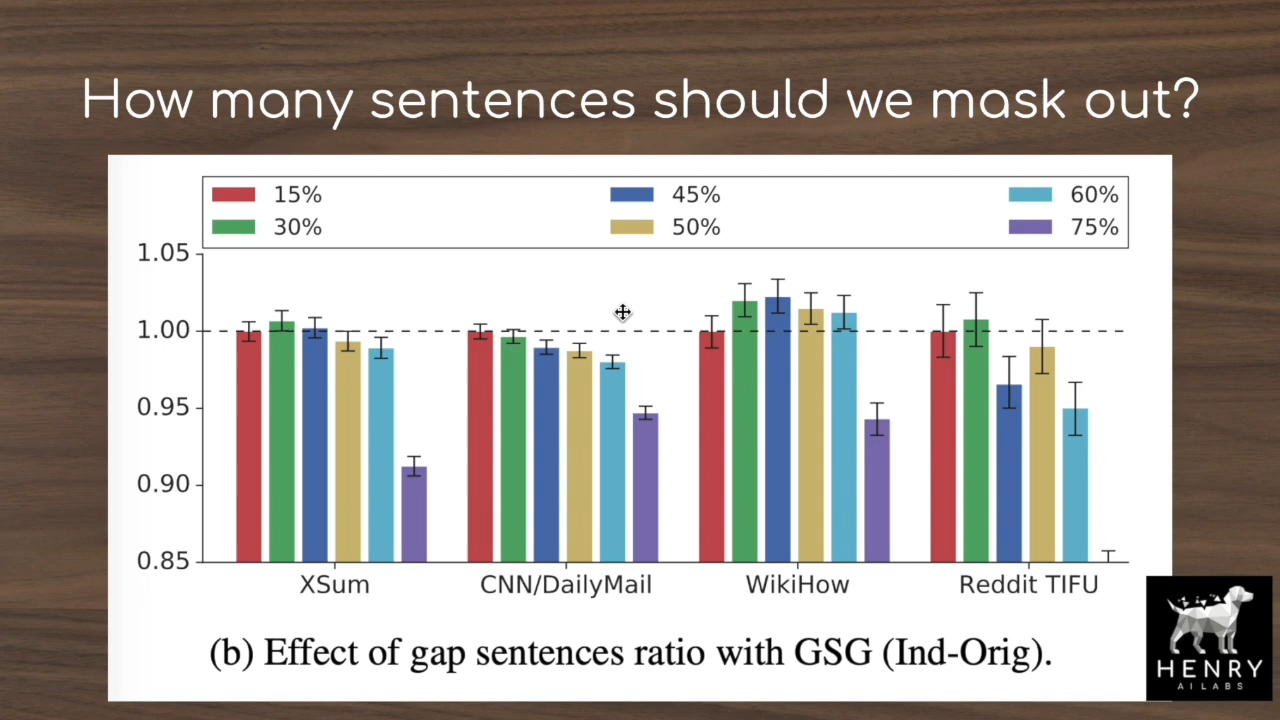 How many sentences should we mask out?
15% 45% 60%
30% 50% 75%
1.05
1.00
0.95
0.90
0.85
XSum CNN/DailyMail WikiHow Reddit TIFU
(b) Effect of gap sentences ratio with GSG (Ind-Orig).
HENRY
AI LABS